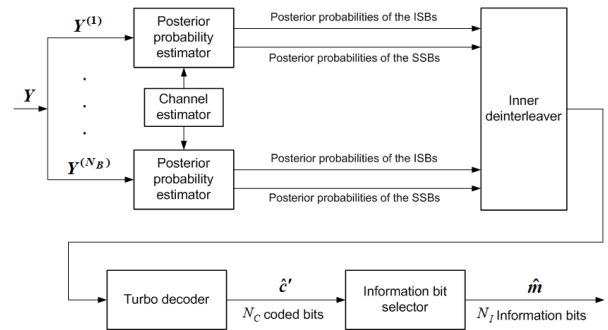 Y
Y^(1)
.
.
.
Y^(N_B)
Posterior
probability
estimator
Channel
estimator
Posterior
probability
estimator
Posterior probabilities of the ISBs
Posterior probabilities of the SSBs
Posterior probabilities of the ISBs
Posterior probabilities of the SSBs
Inner
deinterleaver
Turbo decoder
ĉ′
N_C coded bits
Information bit
selector
m̂
N_I Information bits